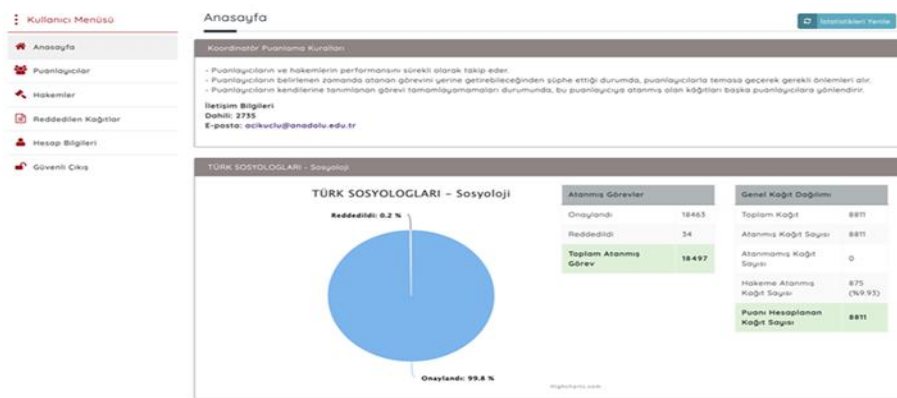 Kullanıcı Menüsü
Anasayfa
Puanlayıcılar
Hakemler
Reddedilen Kağıtlar
Hesap Bilgileri
Güvenli Çıkış
Anasayfa
İstatistikleri Yenile
Koordinatör Puanlama Kuralları
- Puanlayıcıların ve hakemlerin performansını sürekli olarak takip eder.
- Puanlayıcıların belirlenen zamanda atanan görevini yerine getirebileceğinden şüphe ettiği durumda, puanlayıcılarla temasa geçerek gerekli önlemleri alır.
- Puanlayıcıların kendilerine tanımlanan görevi tamamlayamamaları durumunda, bu puanlayıcıya atanmış olan kâğıtları başka puanlayıcılara yönlendirir.
İletişim Bilgileri
Dahili: 2735
E-posta: acikuclu@anadolu.edu.tr
TÜRK SOSYOLOGLARI - Sosyoloji
TÜRK SOSYOLOGLARI - Sosyoloji
Reddedildi: 0.2 %
Onaylandı: 99.8 %
Highcharts.com
Atanmış Görevler
Onaylandı 18463
Reddedildi 34
Toplam Atanmış Görev 18497
Genel Kağıt Dağılımı
Toplam Kağıt 8811
Atanmış Kağıt Sayısı 8811
Atanmamış Kağıt Sayısı 0
Hakeme Atanmış Kağıt Sayısı 875 (%9.93)
Puanı Hesaplanan Kağıt Sayısı 8811